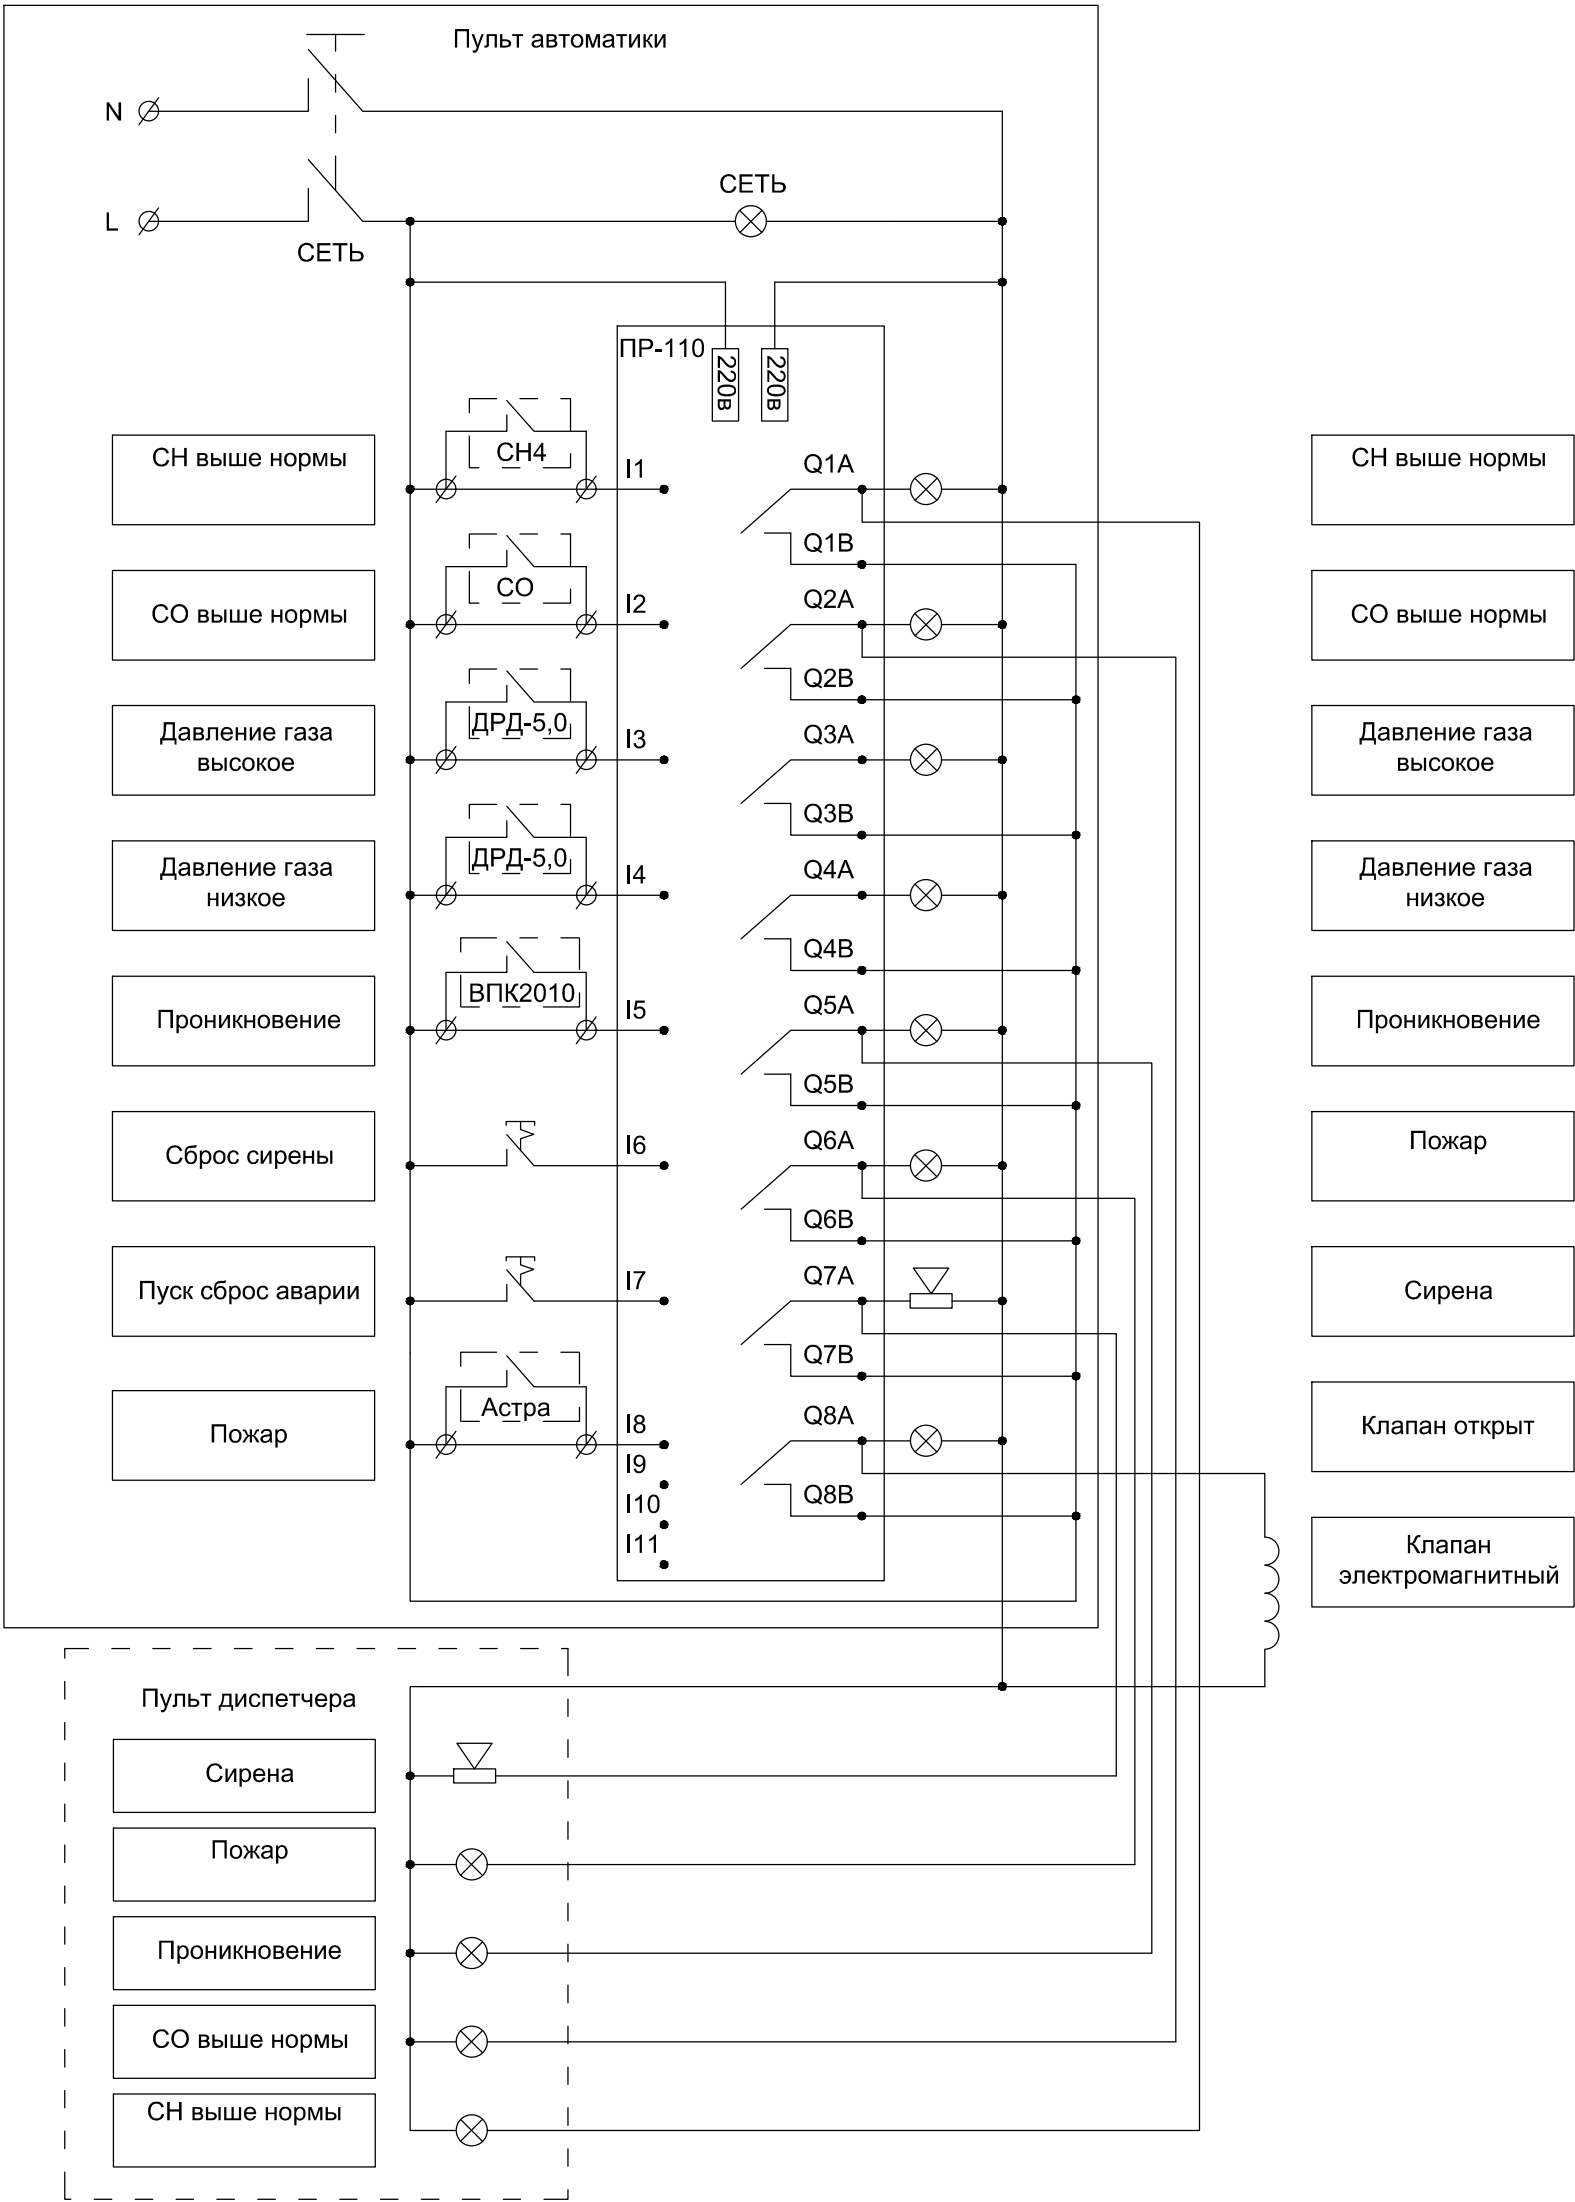 Пульт автоматики
N
СЕТЬ
L
СЕТЬ
ПР-110
220в
220в
СН выше нормы
СН4
I1
Q1A
СН выше нормы
Q1B
СО выше нормы
СО
I2
Q2A
СО выше нормы
Q2B
Давление газа
высокое
ДРД-5,0
I3
Q3A
Давление газа
высокое
Q3B
Давление газа
низкое
ДРД-5,0
I4
Q4A
Давление газа
низкое
Q4B
Проникновение
ВПК2010
I5
Q5A
Проникновение
Q5B
Сброс сирены
I6
Q6A
Пожар
Q6B
Пуск сброс аварии
I7
Q7A
Сирена
Q7B
Пожар
Астра
I8
Q8A
Клапан открыт
I9
Q8B
I10
I11
Клапан
электромагнитный
Пульт диспетчера
Сирена
Пожар
Проникновение
СО выше нормы
СН выше нормы